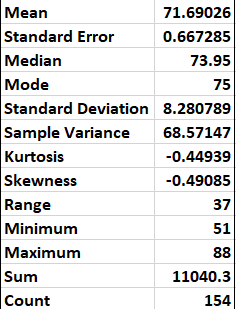 Mean 71.69026
Standard Error 0.667285
Median 73.95
Mode 75
Standard Deviation 8.280789
Sample Variance 68.57147
Kurtosis -0.44939
Skewness -0.49085
Range 37
Minimum 51
Maximum 88
Sum 11040.3
Count 154